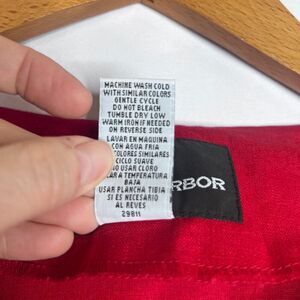 MACHINE WASH COLD
WITH SIMILAR COLORS
GENTLE CYCLE
DO NOT BLEACH
TUMBLE DRY LOW
WARM IRON IF NEEDED
ON REVERSE SIDE
LAVAR EN MAQUINA
CON AGUA FRIA
COLORES SIMILARES
CICLO SUAVE
NO USAR CLORO
CARA A TEMPERATURA
BAJA
USAR PLANCHA TIBIA
SI ES NECESARIO
AL REVES
29811
RBOR